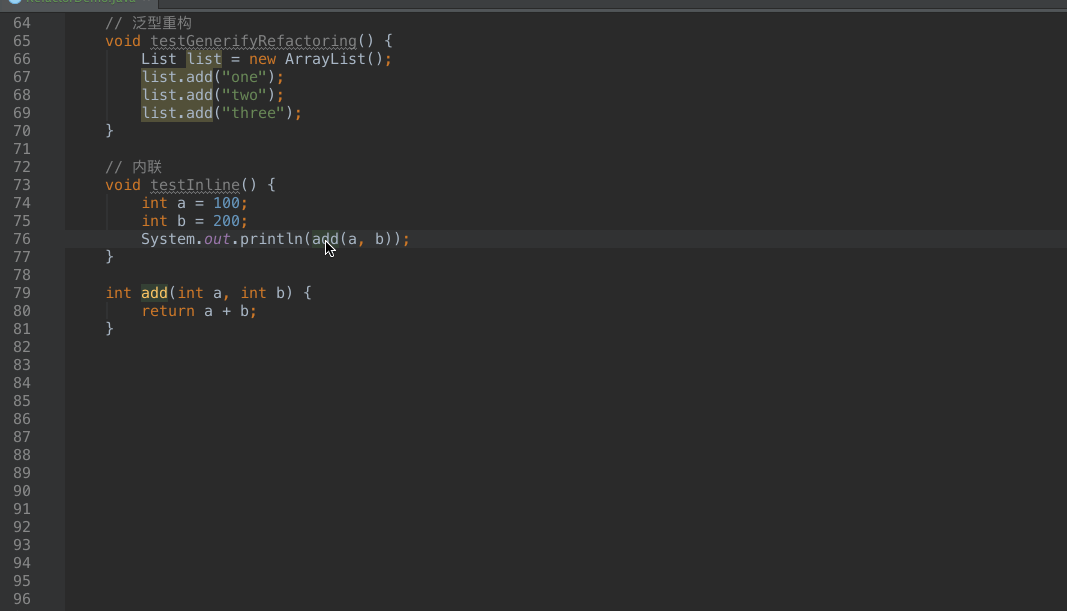 64 // 泛型重构
65 void testGenerifyRefactoring() {
66 List list = new ArrayList();
67 list.add("one");
68 list.add("two");
69 list.add("three");
70 }
71
72 // 内联
73 void testInline() {
74 int a = 100;
75 int b = 200;
76 System.out.println(add(a, b));
77 }
78
79 int add(int a, int b) {
80 return a + b;
81 }
82
83
84
85
86
87
88
89
90
91
92
93
94
95
96